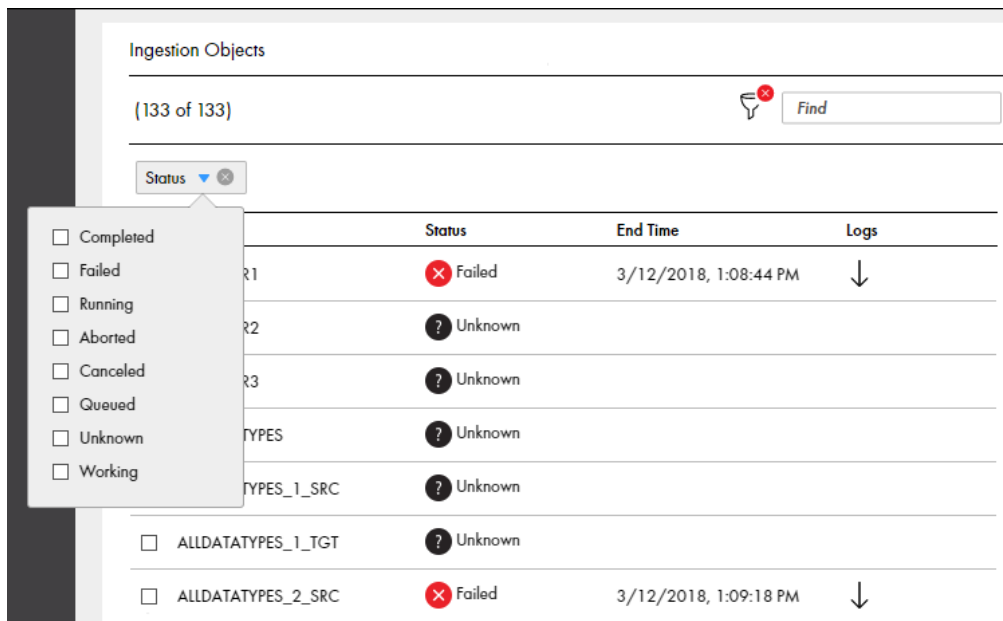 Ingestion Objects
(133 of 133)
Find
Status
Completed
Failed
Running
Aborted
Canceled
Queued
Unknown
Working
Status End Time Logs
R1 Failed 3/12/2018, 1:08:44 PM
R2 Unknown
R3 Unknown
TYPES Unknown
TYPES_1_SRC Unknown
ALLDATATYPES_1_TGT Unknown
ALLDATATYPES_2_SRC Failed 3/12/2018, 1:09:18 PM